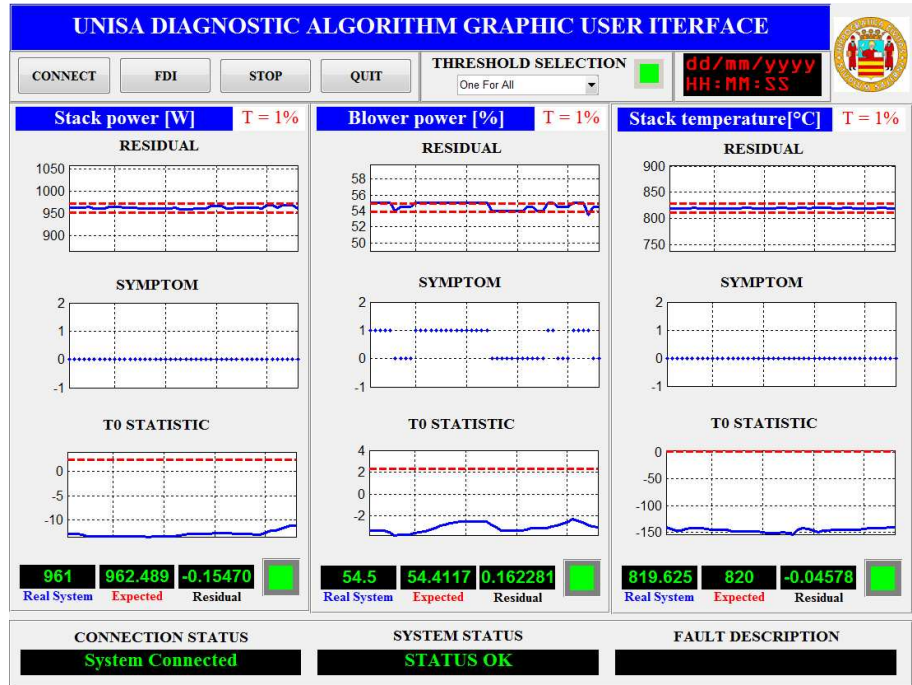 UNISA DIAGNOSTIC ALGORITHM GRAPHIC USER ITERFACE
CONNECT FDI STOP QUIT
THRESHOLD SELECTION
One For All
dd/mm/yyyy
HH:MM:SS
Stack power [W] T = 1%
RESIDUAL
1050
1000
950
900
SYMPTOM
2
1
0
-1
T0 STATISTIC
0
-5
-10
961 962.489 -0.15470
Real System Expected Residual
Blower power [%] T = 1%
RESIDUAL
58
56
54
52
50
SYMPTOM
2
1
0
-1
T0 STATISTIC
4
2
0
-2
54.5 54.4117 0.162281
Real System Expected Residual
Stack temperature[°C] T = 1%
RESIDUAL
900
850
800
750
SYMPTOM
2
1
0
-1
T0 STATISTIC
0
-50
-100
-150
819.625 820 -0.04578
Real System Expected Residual
CONNECTION STATUS
System Connected
SYSTEM STATUS
STATUS OK
FAULT DESCRIPTION